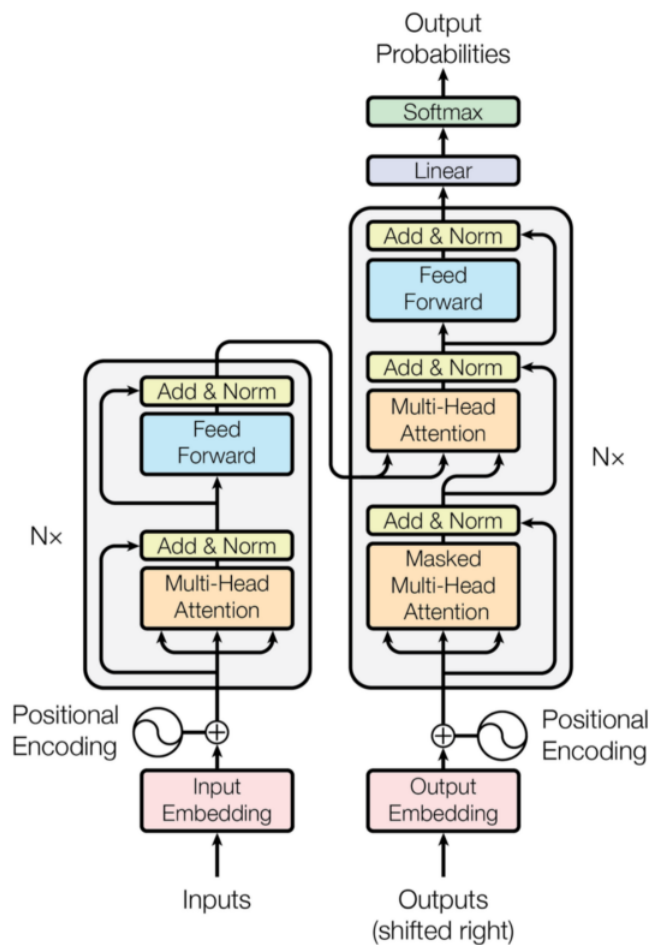 Output
Probabilities
Softmax
Linear
Add & Norm
Feed
Forward
Add & Norm
Multi-Head
Attention
Nx
Add & Norm
Masked
Multi-Head
Attention
Add & Norm
Feed
Forward
Nx
Add & Norm
Multi-Head
Attention
Positional
Encoding
Positional
Encoding
Input
Embedding
Output
Embedding
Inputs
Outputs
(shifted right)